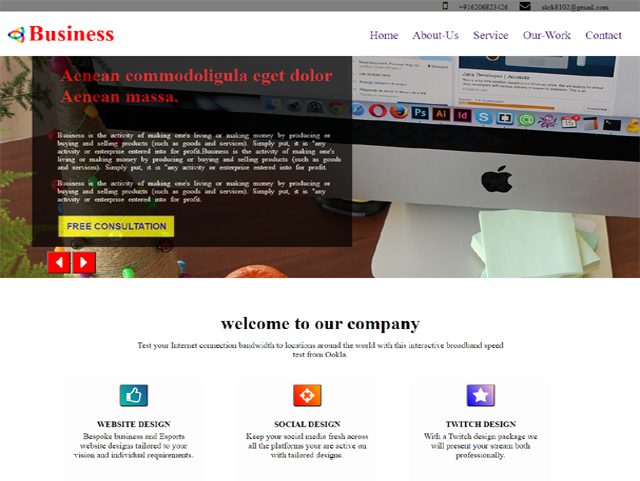 +916206823426 skrk8102@gmail.com
Business
Home About-Us Service Our-Work Contact
Aenean commodoligula eget dolor
Aenean massa.
Business is the activity of making one's living or making money by producing or
buying and selling products (such as goods and services). Simply put, it is "any
activity or enterprise entered into for profit.Business is the activity of making one's
living or making money by producing or buying and selling products (such as goods
and services). Simply put, it is "any activity or enterprise entered into for profit.
Business is the activity of making one's living or making money by producing or
buying and selling products (such as goods and services). Simply put, it is "any
activity or enterprise entered into for profit.
FREE CONSULTATION
Java Developer | Accenture
Ps Ai Id
welcome to our company
Test your Internet connection bandwidth to locations around the world with this interactive broadband speed
test from Ookla
WEBSITE DESIGN
Bespoke business and Esports
website designs tailored to your
vision and individual requirements.
SOCIAL DESIGN
Keep your social media fresh across
all the platforms your are active on
with tailored designs.
TWITCH DESIGN
With a Twitch design package we
will present your stream both
professionally.